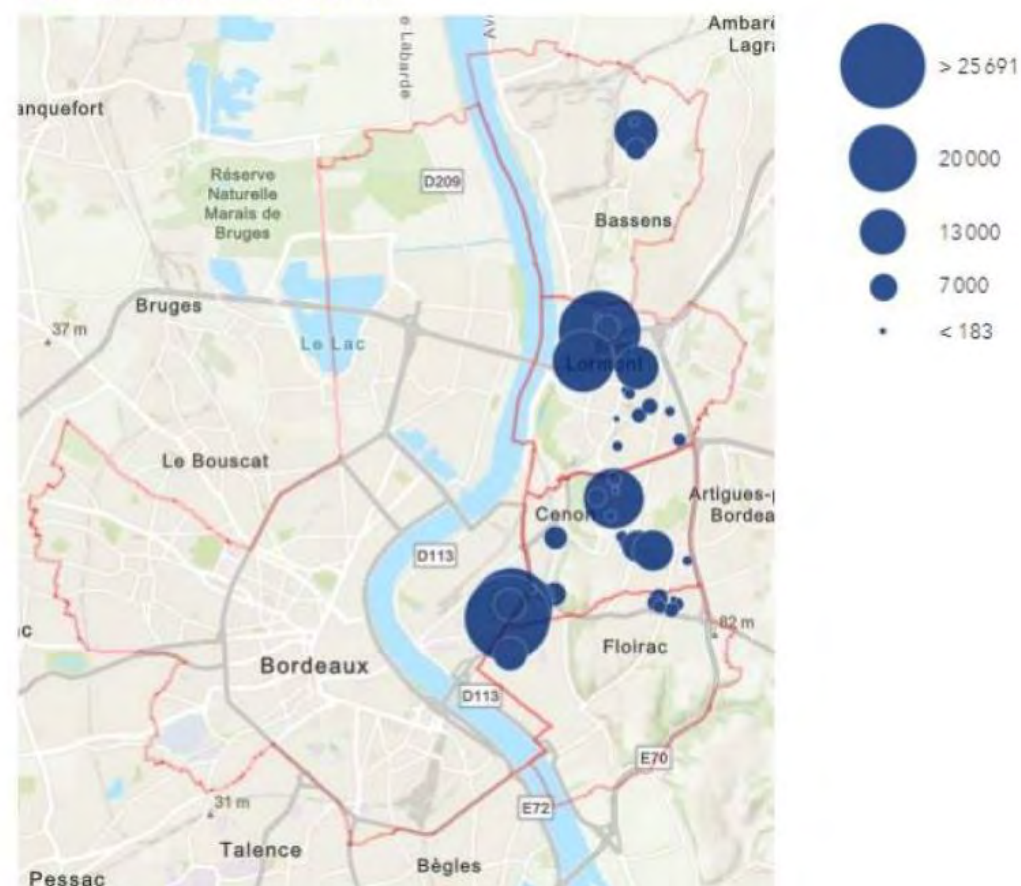 Ambarè
Lagra
e Labarde
anquefort
Réserve
Naturelle
Marais de
Bruges
D209
Bassens
Bruges
37 m
Le Lac
Lormont
Le Bouscat
Artigues-p
Bordea
Cenon
D113
82 m
Floirac
Bordeaux
D113
E70
31 m
E72
Talence
Bègles
Pessac
> 25 691
20 000
13 000
7 000
< 183